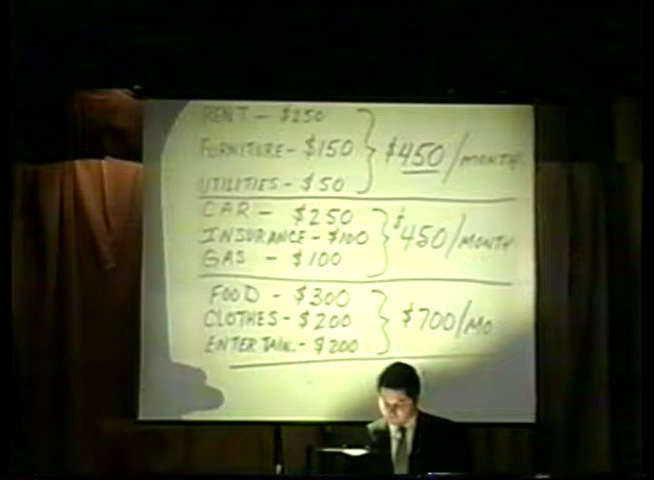 RENT - $250
FURNITURE - $150 $450/MONTH
UTILITIES - $50
CAR - $250
INSURANCE - $100 $450/MONTH
GAS - $100
FOOD - $300
CLOTHES - $200 $700/MO
ENTERTAIN. - $200